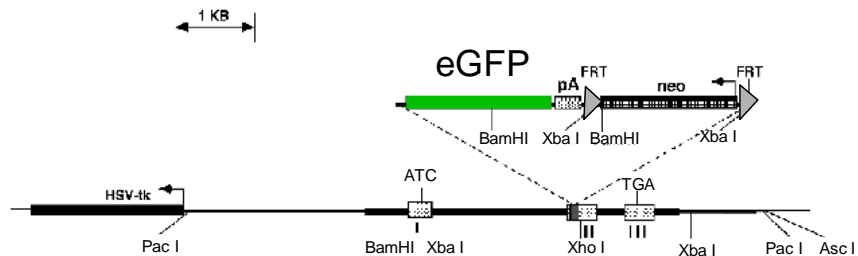 1 KB
eGFP
pA FRT neo FRT
BamHI Xba I BamHI Xba I
HSV-tk ATC TGA
I II III
Pac I BamHI Xba I Xho I Xba I Pac I Asc I